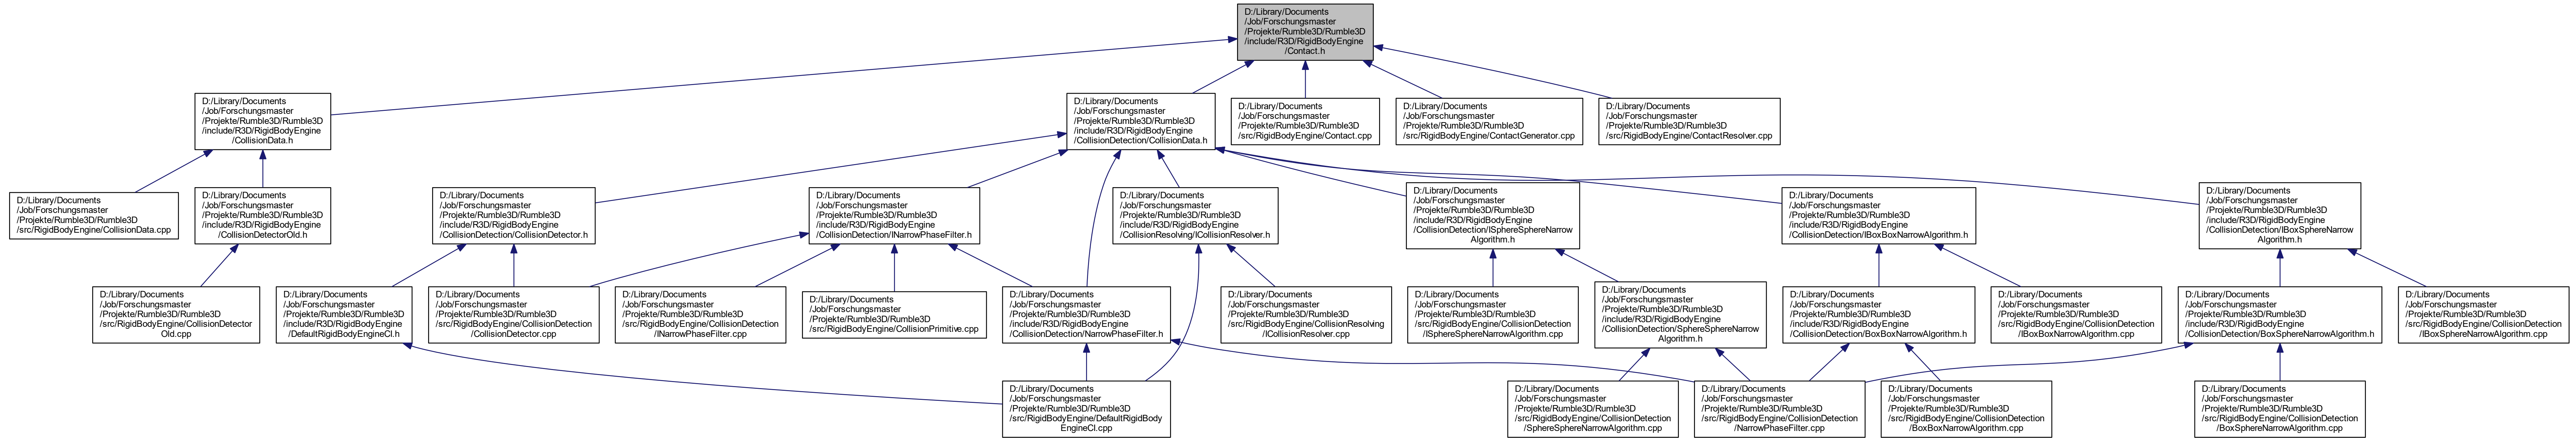 D:/Library/Documents
/Job/Forschungsmaster
/Projekte/Rumble3D/Rumble3D
/include/R3D/RigidBodyEngine
/Contact.h
D:/Library/Documents
/Job/Forschungsmaster
/Projekte/Rumble3D/Rumble3D
/include/R3D/RigidBodyEngine
/CollisionData.h
D:/Library/Documents
/Job/Forschungsmaster
/Projekte/Rumble3D/Rumble3D
/include/R3D/RigidBodyEngine
/CollisionDetection/CollisionData.h
D:/Library/Documents
/Job/Forschungsmaster
/Projekte/Rumble3D/Rumble3D
/src/RigidBodyEngine/Contact.cpp
D:/Library/Documents
/Job/Forschungsmaster
/Projekte/Rumble3D/Rumble3D
/src/RigidBodyEngine/ContactGenerator.cpp
D:/Library/Documents
/Job/Forschungsmaster
/Projekte/Rumble3D/Rumble3D
/src/RigidBodyEngine/ContactResolver.cpp
D:/Library/Documents
/Job/Forschungsmaster
/Projekte/Rumble3D/Rumble3D
/src/RigidBodyEngine/CollisionData.cpp
D:/Library/Documents
/Job/Forschungsmaster
/Projekte/Rumble3D/Rumble3D
/include/R3D/RigidBodyEngine
/CollisionDetectorOld.h
D:/Library/Documents
/Job/Forschungsmaster
/Projekte/Rumble3D/Rumble3D
/include/R3D/RigidBodyEngine
/CollisionDetection/CollisionDetector.h
D:/Library/Documents
/Job/Forschungsmaster
/Projekte/Rumble3D/Rumble3D
/include/R3D/RigidBodyEngine
/CollisionDetection/INarrowPhaseFilter.h
D:/Library/Documents
/Job/Forschungsmaster
/Projekte/Rumble3D/Rumble3D
/include/R3D/RigidBodyEngine
/CollisionResolving/ICollisionResolver.h
D:/Library/Documents
/Job/Forschungsmaster
/Projekte/Rumble3D/Rumble3D
/include/R3D/RigidBodyEngine
/CollisionDetection/ISphereSphereNarrow
Algorithm.h
D:/Library/Documents
/Job/Forschungsmaster
/Projekte/Rumble3D/Rumble3D
/include/R3D/RigidBodyEngine
/CollisionDetection/IBoxBoxNarrowAlgorithm.h
D:/Library/Documents
/Job/Forschungsmaster
/Projekte/Rumble3D/Rumble3D
/include/R3D/RigidBodyEngine
/CollisionDetection/IBoxSphereNarrow
Algorithm.h
D:/Library/Documents
/Job/Forschungsmaster
/Projekte/Rumble3D/Rumble3D
/src/RigidBodyEngine/CollisionDetector
Old.cpp
D:/Library/Documents
/Job/Forschungsmaster
/Projekte/Rumble3D/Rumble3D
/include/R3D/RigidBodyEngine
/DefaultRigidBodyEngineCI.h
D:/Library/Documents
/Job/Forschungsmaster
/Projekte/Rumble3D/Rumble3D
/src/RigidBodyEngine/CollisionDetection
/CollisionDetector.cpp
D:/Library/Documents
/Job/Forschungsmaster
/Projekte/Rumble3D/Rumble3D
/src/RigidBodyEngine/CollisionDetection
/INarrowPhaseFilter.cpp
D:/Library/Documents
/Job/Forschungsmaster
/Projekte/Rumble3D/Rumble3D
/src/RigidBodyEngine/CollisionPrimitive.cpp
D:/Library/Documents
/Job/Forschungsmaster
/Projekte/Rumble3D/Rumble3D
/include/R3D/RigidBodyEngine
/CollisionDetection/NarrowPhaseFilter.h
D:/Library/Documents
/Job/Forschungsmaster
/Projekte/Rumble3D/Rumble3D
/src/RigidBodyEngine/CollisionResolving
/ICollisionResolver.cpp
D:/Library/Documents
/Job/Forschungsmaster
/Projekte/Rumble3D/Rumble3D
/src/RigidBodyEngine/CollisionDetection
/ISphereSphereNarrowAlgorithm.cpp
D:/Library/Documents
/Job/Forschungsmaster
/Projekte/Rumble3D/Rumble3D
/include/R3D/RigidBodyEngine
/CollisionDetection/SphereSphereNarrow
Algorithm.h
D:/Library/Documents
/Job/Forschungsmaster
/Projekte/Rumble3D/Rumble3D
/include/R3D/RigidBodyEngine
/CollisionDetection/BoxBoxNarrowAlgorithm.h
D:/Library/Documents
/Job/Forschungsmaster
/Projekte/Rumble3D/Rumble3D
/src/RigidBodyEngine/CollisionDetection
/IBoxBoxNarrowAlgorithm.cpp
D:/Library/Documents
/Job/Forschungsmaster
/Projekte/Rumble3D/Rumble3D
/include/R3D/RigidBodyEngine
/CollisionDetection/BoxSphereNarrowAlgorithm.h
D:/Library/Documents
/Job/Forschungsmaster
/Projekte/Rumble3D/Rumble3D
/src/RigidBodyEngine/CollisionDetection
/IBoxSphereNarrowAlgorithm.cpp
D:/Library/Documents
/Job/Forschungsmaster
/Projekte/Rumble3D/Rumble3D
/src/RigidBodyEngine/DefaultRigidBody
EngineCI.cpp
D:/Library/Documents
/Job/Forschungsmaster
/Projekte/Rumble3D/Rumble3D
/src/RigidBodyEngine/CollisionDetection
/SphereSphereNarrowAlgorithm.cpp
D:/Library/Documents
/Job/Forschungsmaster
/Projekte/Rumble3D/Rumble3D
/src/RigidBodyEngine/CollisionDetection
/NarrowPhaseFilter.cpp
D:/Library/Documents
/Job/Forschungsmaster
/Projekte/Rumble3D/Rumble3D
/src/RigidBodyEngine/CollisionDetection
/BoxBoxNarrowAlgorithm.cpp
D:/Library/Documents
/Job/Forschungsmaster
/Projekte/Rumble3D/Rumble3D
/src/RigidBodyEngine/CollisionDetection
/BoxSphereNarrowAlgorithm.cpp